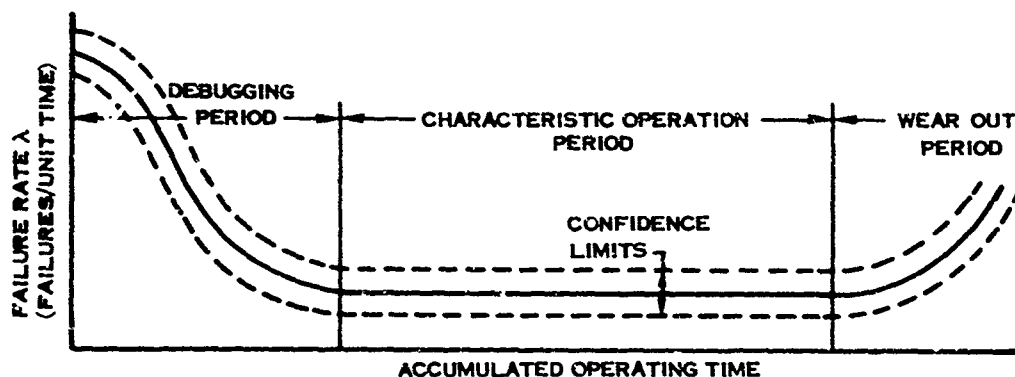 DEBUGGING
PERIOD
CHARACTERISTIC OPERATION
PERIOD
WEAR OUT
PERIOD
CONFIDENCE
LIMITS
FAILURE RATE λ
(FAILURES/UNIT TIME)
ACCUMULATED OPERATING TIME